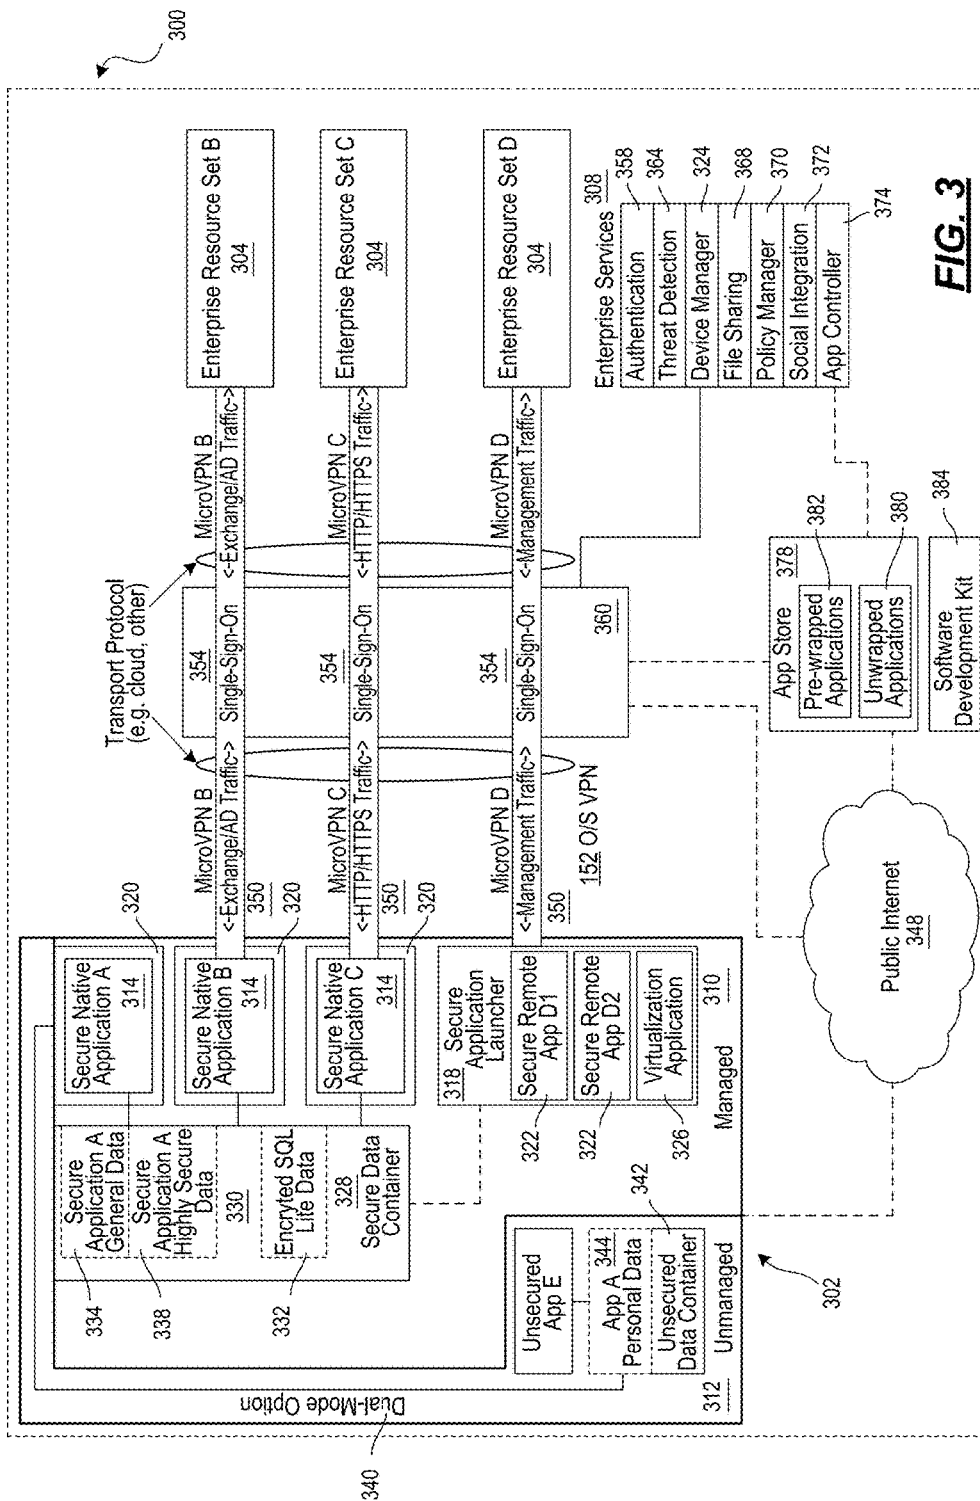 300
Dual-Mode Option
340
334
338
332
Secure
Application A
General Data
Secure
Application A
Highly Secure
Data
330
Encryted SQL
Life Data
328
Secure Data
Container
Secure Native
Application A
314
320
Secure Native
Application B
314
320
Secure Native
Application C
314
320
318
Secure
Application
Launcher
Secure Remote
App D1
322
Secure Remote
App D2
322
Virtualization
Application
326
310
Managed
Unsecured
App E
344
App A
Personal Data
Unsecured
Data Container
342
312
Unmanaged
302
Transport Protocol
(e.g. cloud, other)
MicroVPN B
<-Exchange/AD Traffic->
350
354
Single-Sign-On
MicroVPN B
<-Exchange/AD Traffic->
Enterprise Resource Set B
304
MicroVPN C
<-HTTP/HTTPS Traffic->
350
354
Single-Sign-On
MicroVPN C
<-HTTP/HTTPS Traffic->
Enterprise Resource Set C
304
MicroVPN D
<-Management Traffic->
350
354
Single-Sign-On
MicroVPN D
<-Management Traffic->
Enterprise Resource Set D
304
152 O/S VPN
360
Enterprise Services 308
Authentication
358
Threat Detection
364
Device Manager
324
File Sharing
368
Policy Manager
370
Social Integration
372
App Controller
374
Public Internet
348
App Store 378
Pre-wrapped
Applications
382
Unwrapped
Applications
380
Software
Development Kit
384
FIG. 3